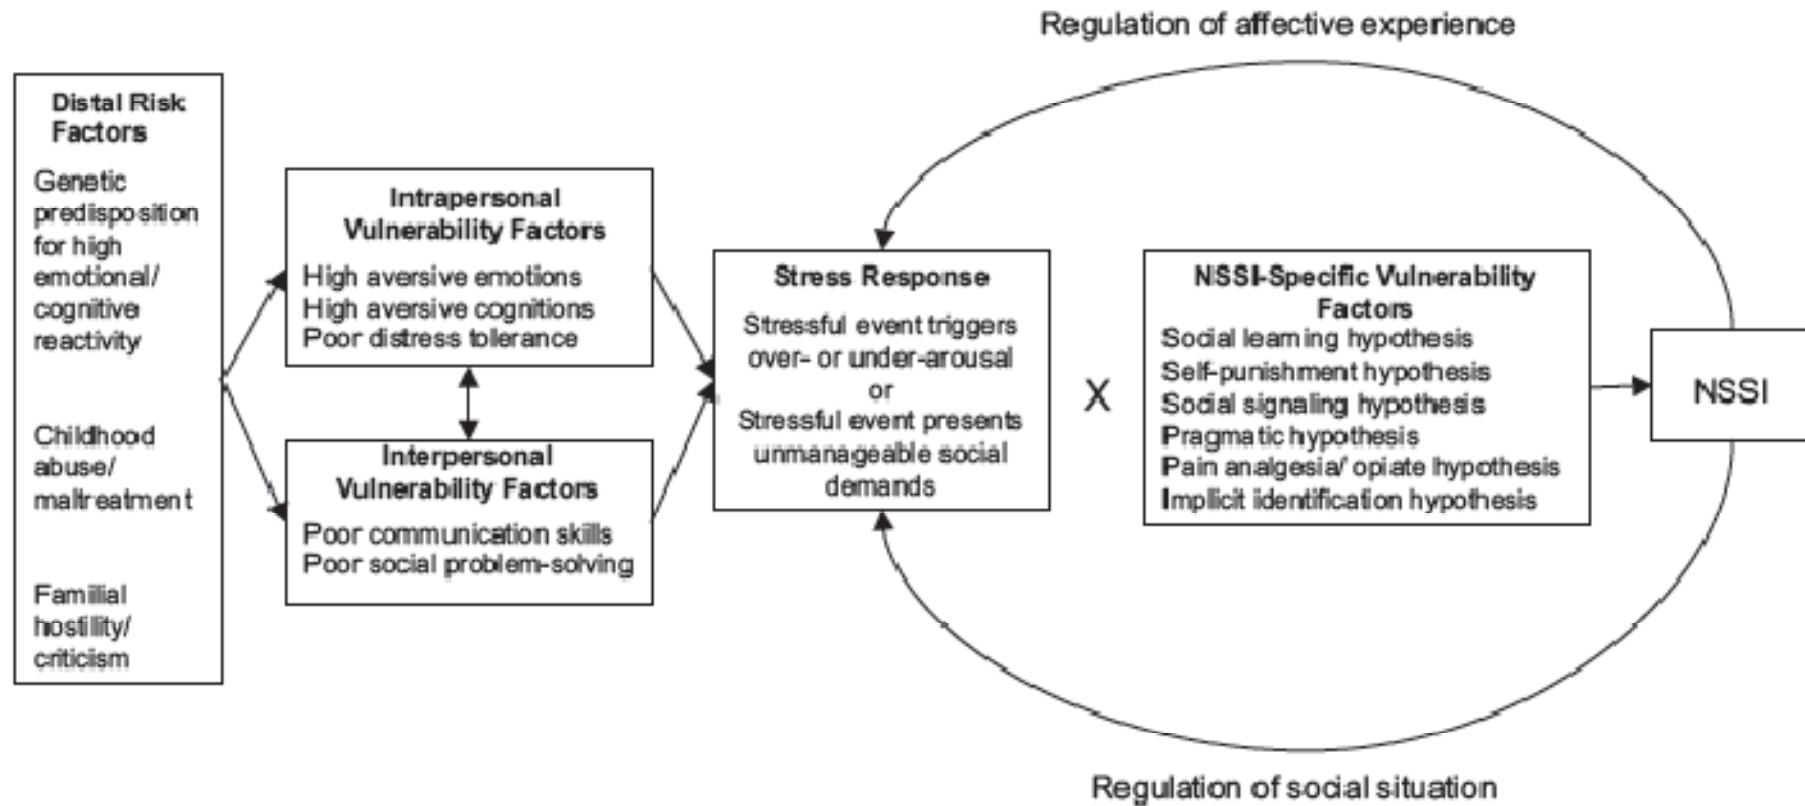 Regulation of affective experience
Distal Risk
Factors
Genetic
predisposition
for high
emotional/
cognitive
reactivity
Childhood
abuse/
maltreatment
Familial
hostility/
criticism
Intrapersonal
Vulnerability Factors
High aversive emotions
High aversive cognitions
Poor distress tolerance
Interpersonal
Vulnerability Factors
Poor communication skills
Poor social problem-solving
Stress Response
Stressful event triggers
over- or under-arousal
or
Stressful event presents
unmanageable social
demands
X
NSSI-Specific Vulnerability
Factors
Social learning hypothesis
Self-punishment hypothesis
Social signaling hypothesis
Pragmatic hypothesis
Pain analgesia/ opiate hypothesis
Implicit identification hypothesis
NSSI
Regulation of social situation